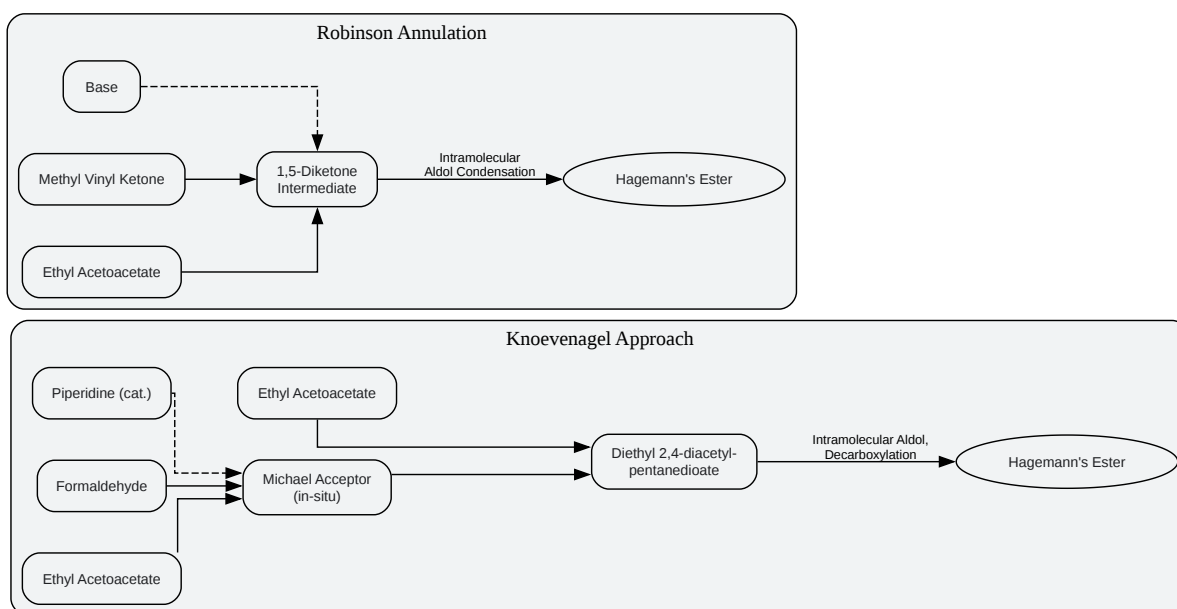 Robinson Annulation
Base
Methyl Vinyl Ketone
1,5-Diketone
Intermediate
Intramolecular
Aldol Condensation
Hagemann's Ester
Ethyl Acetoacetate
Knoevenagel Approach
Piperidine (cat.)
Ethyl Acetoacetate
Formaldehyde
Michael Acceptor
(in-situ)
Diethyl 2,4-diacetyl-
pentanedioate
Intramolecular Aldol,
Decarboxylation
Hagemann's Ester
Ethyl Acetoacetate